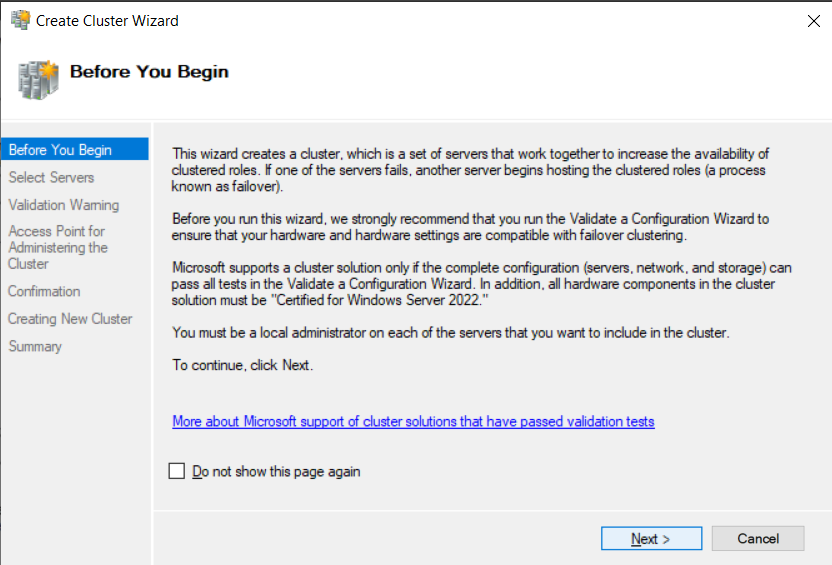 Create Cluster Wizard
Before You Begin
Before You Begin
Select Servers
Validation Warning
Access Point for
Administering the
Cluster
Confirmation
Creating New Cluster
Summary
This wizard creates a cluster, which is a set of servers that work together to increase the availability of
clustered roles. If one of the servers fails, another server begins hosting the clustered roles (a process
known as failover).
Before you run this wizard, we strongly recommend that you run the Validate a Configuration Wizard to
ensure that your hardware and hardware settings are compatible with failover clustering.
Microsoft supports a cluster solution only if the complete configuration (servers, network, and storage) can
pass all tests in the Validate a Configuration Wizard. In addition, all hardware components in the cluster
solution must be "Certified for Windows Server 2022."
You must be a local administrator on each of the servers that you want to include in the cluster.
To continue, click Next.
More about Microsoft support of cluster solutions that have passed validation tests
Do not show this page again
Next >
Cancel